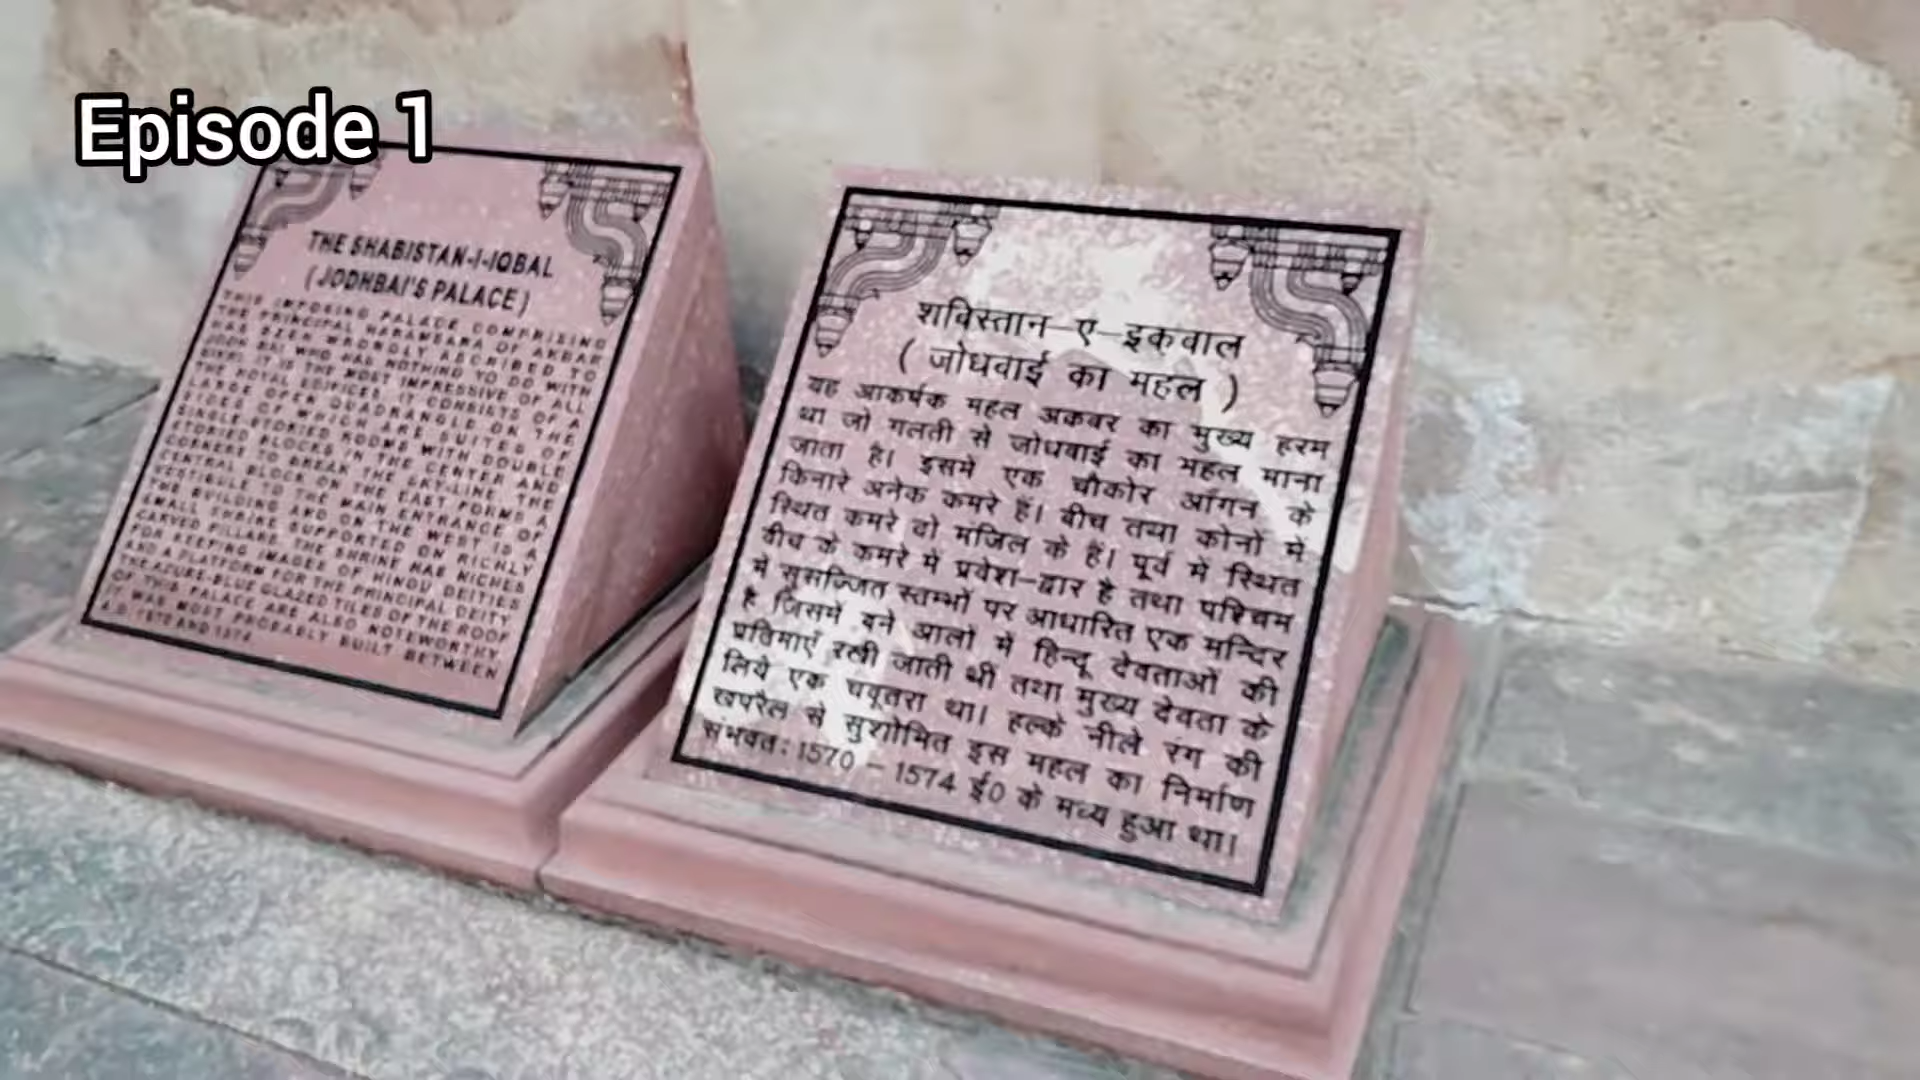 Episode 1
THE SHABISTAN-I-IQBAL
( JODHBAI'S PALACE )
THIS IMPOSING PALACE COMPRISING
THE PRINCIPAL HARAMSARA OF AKBAR
HAS BEEN WRONGLY ASCRIBED TO
JODH BAI WHO HAS NOTHING TO DO WITH
SIKRI. IT IS THE MOST IMPRESSIVE OF ALL
THE ROYAL EDIFICES. IT CONSISTS OF A
LARGE OPEN QUADRANGLE ON THE
SIDES OF WHICH ARE SUITES OF
SINGLE-STORIED ROOMS WITH DOUBLE
STORIED BLOCKS IN THE CENTER AND
CORNERS TO BREAK THE SKY-LINE. THE
CENTRAL BLOCK ON THE EAST FORMS A
VESTIBULE TO THE MAIN ENTRANCE OF
THE BUILDING AND ON THE WEST IS A
SMALL SHRINE SUPPORTED ON RICHLY
CARVED PILLARS. THE SHRINE HAS NICHES
FOR KEEPING IMAGES OF HINDU DEITIES
AND A PLATFORM FOR THE PRINCIPAL DEITY
THE AZURE-BLUE GLAZED TILES OF THE ROOF
OF THIS PALACE ARE ALSO NOTEWORTHY.
IT WAS MOST PROBABLY BUILT BETWEEN
A.D. 1570 AND 1574.
शविस्तान-ए-इकवाल
( जोधवाई का महल )
यह आकर्षक महल अकवर का मुख्य हरम
था जो गलती से जोधवाई का महल माना
जाता है। इसमें एक चौकोर आँगन के
किनारे अनेक कमरे हैं। वीच तथा कोनों में
स्थित कमरे दो मंजिल के हैं। पूर्व में स्थित
वीच के कमरे में प्रवेश-द्वार है तथा पश्चिम
में सुसज्जित स्तम्भों पर आधारित एक मन्दिर
है जिसमें वने आलों में हिन्दू देवताओं की
प्रतिमाएँ रखी जाती थीं तथा मुख्य देवता के
लिये एक चवूतरा था। हल्के नीले रंग की
खपरैल से सुशोभित इस महल का निर्माण
संभवतः 1570 - 1574 ई0 के मध्य हुआ था।